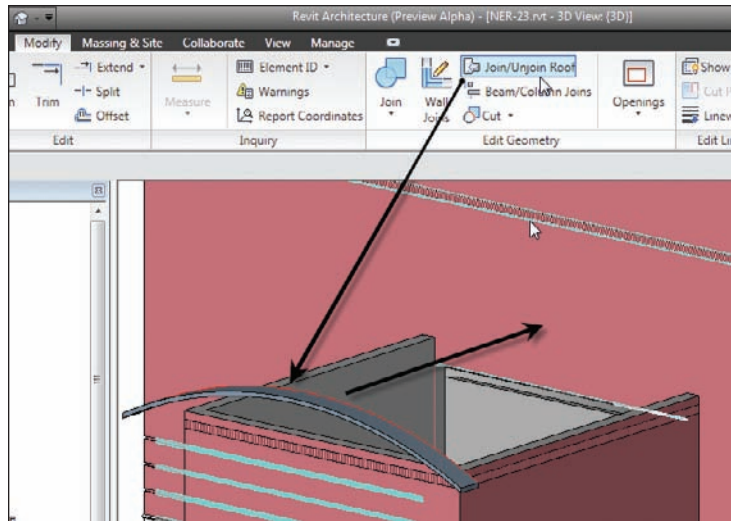 Revit Architecture (Preview Alpha) - [NER-23.rvt - 3D View: {3D}]
Modify Massing & Site Collaborate View Manage
Extend Element ID Join/Unjoin Roof Show
Trim Split Measure Warnings Join Wall Joins Beam/Column Joins Openings Cut P
Offset Report Coordinates Cut Linew
Edit Inquiry Edit Geometry Edit Li